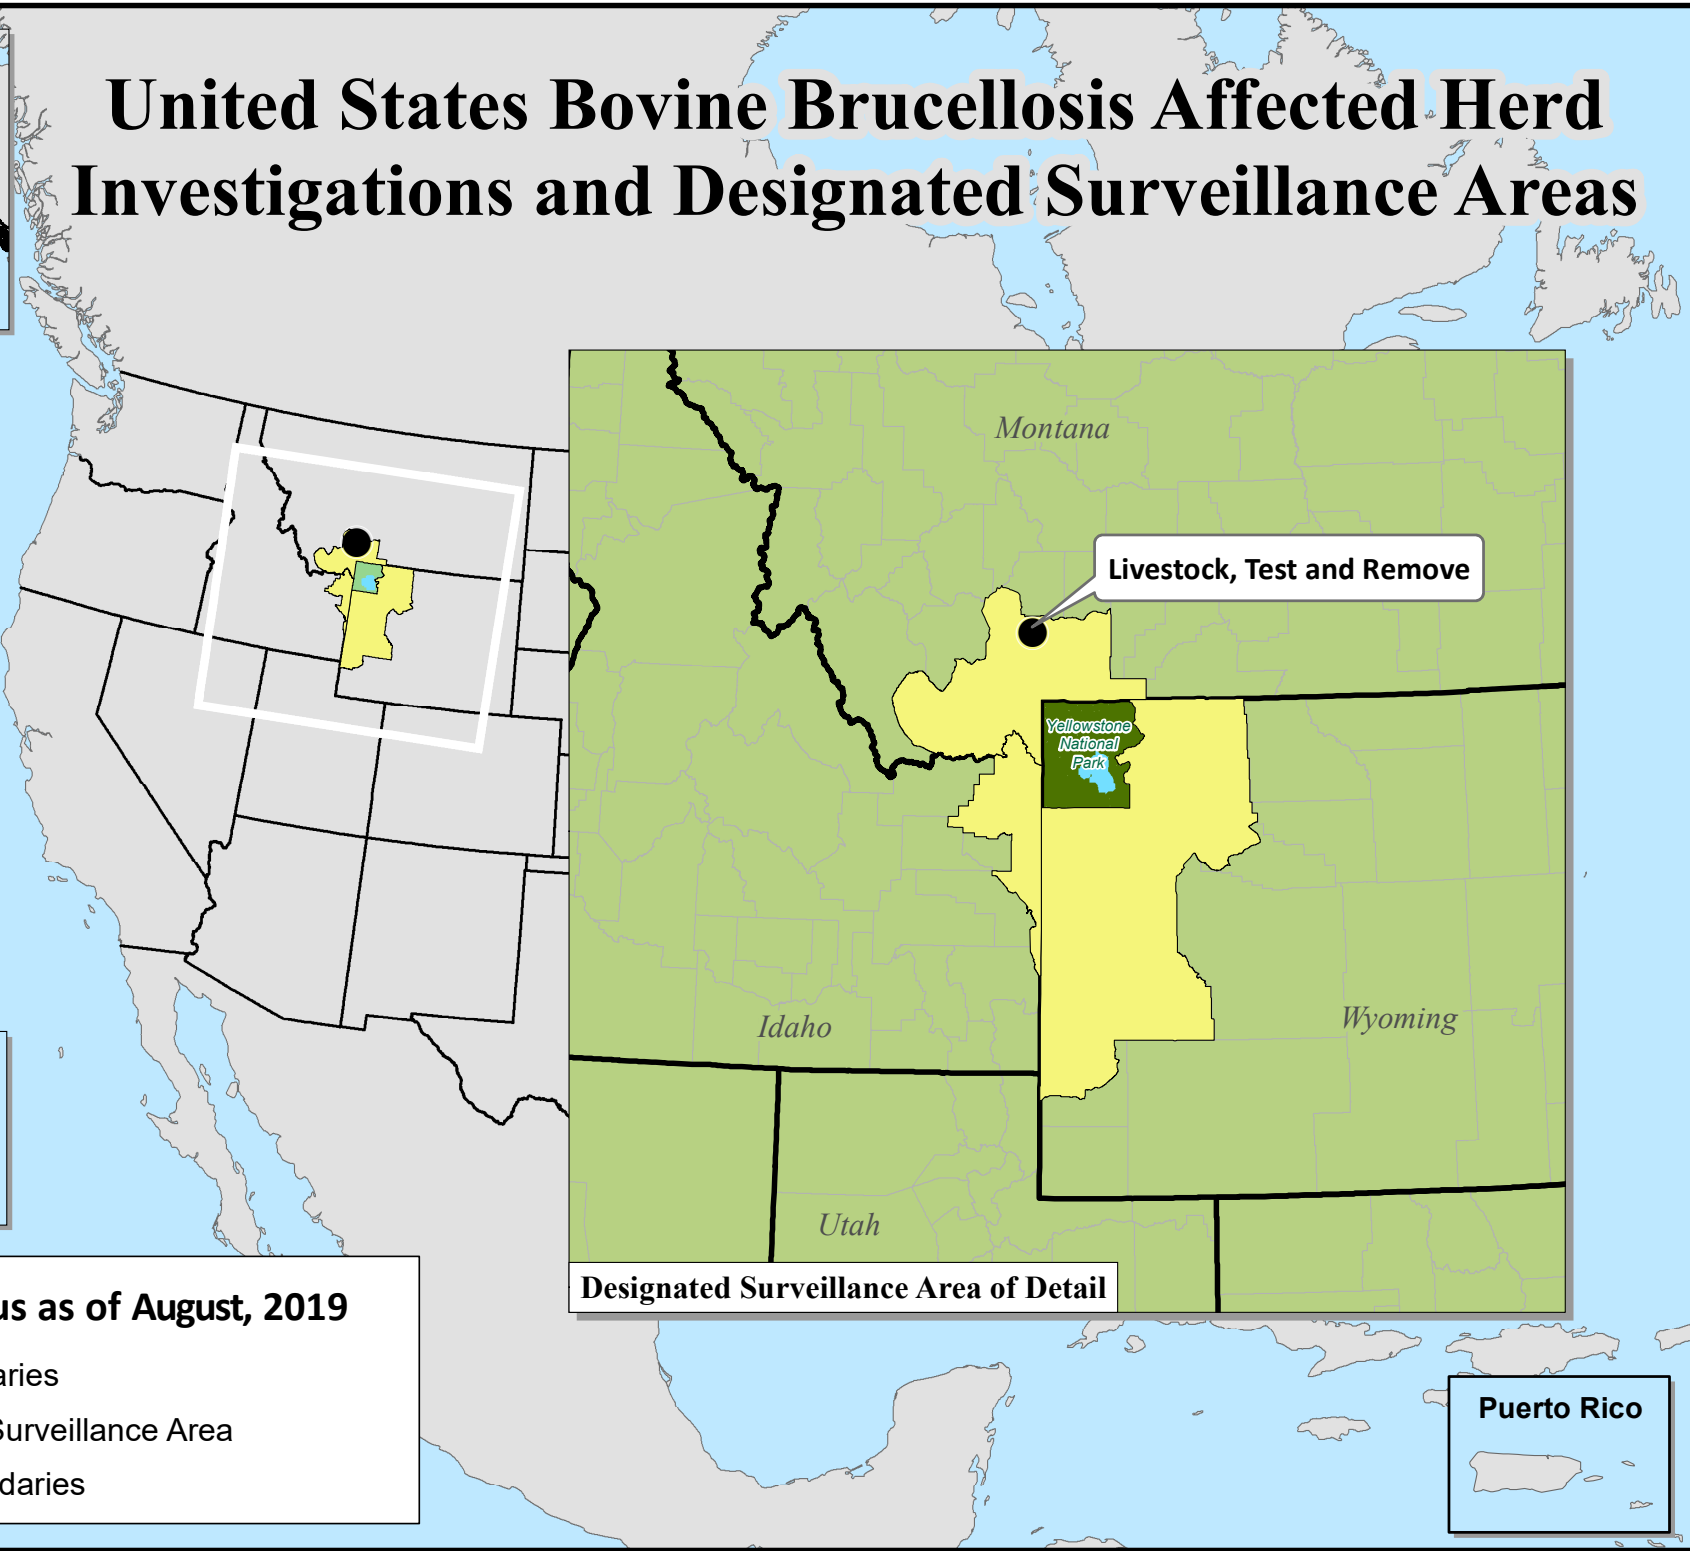 United States Bovine Brucellosis Affected Herd
Investigations and Designated Surveillance Areas
Montana
Livestock, Test and Remove
Yellowstone
National
Park
Idaho
Wyoming
Utah
Designated Surveillance Area of Detail
us as of August, 2019
aries
Surveillance Area
daries
Puerto Rico